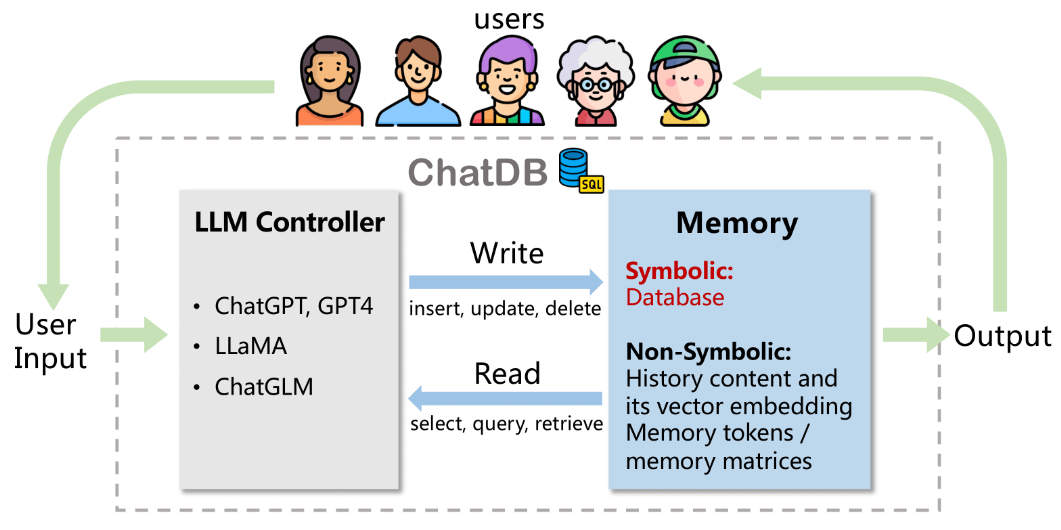 users
ChatDB
SQL
LLM Controller
• ChatGPT, GPT4
• LLaMA
• ChatGLM
Write
insert, update, delete
Read
select, query, retrieve
Memory
Symbolic:
Database
Non-Symbolic:
History content and
its vector embedding
Memory tokens /
memory matrices
User
Input
Output